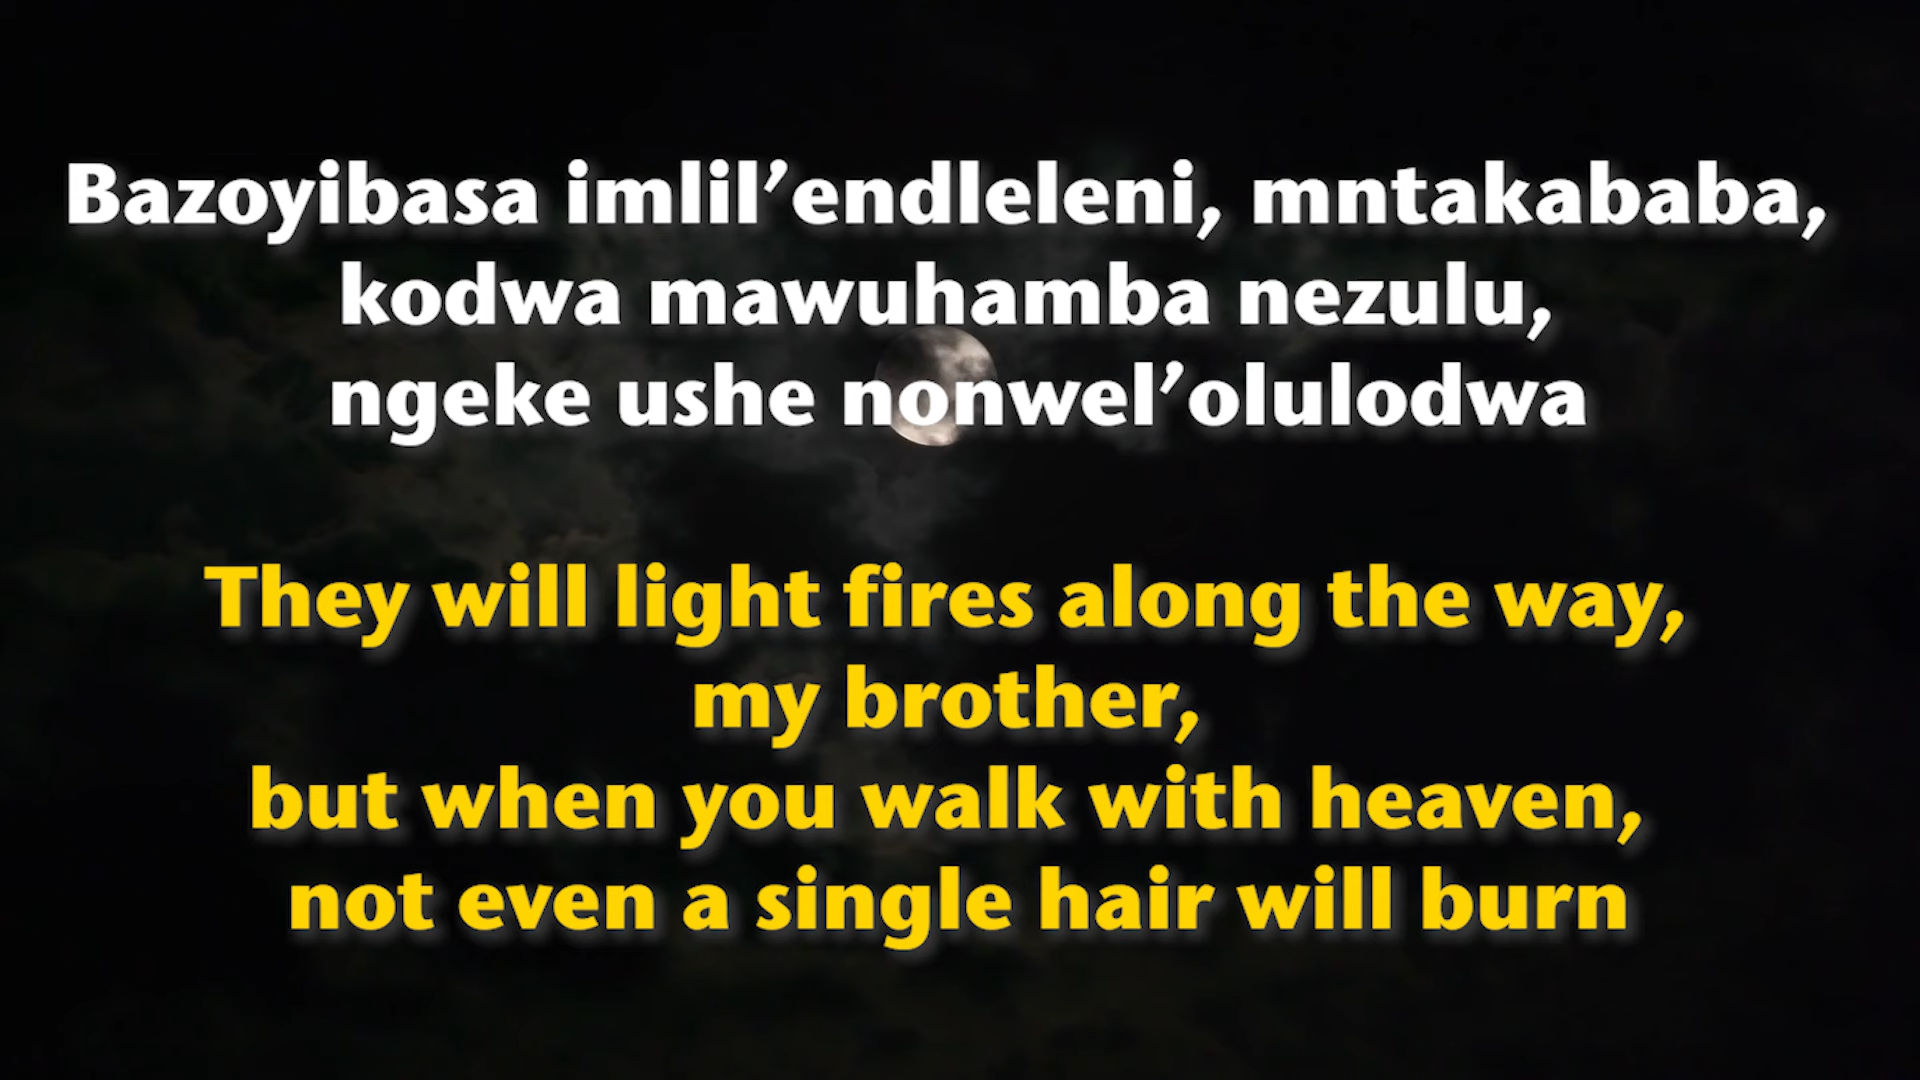 Bazoyibasa imlil’endleleni, mntakababa,
kodwa mawuhamba nezulu,
ngeke ushe nonwel’olulodwa
They will light fires along the way,
my brother,
but when you walk with heaven,
not even a single hair will burn